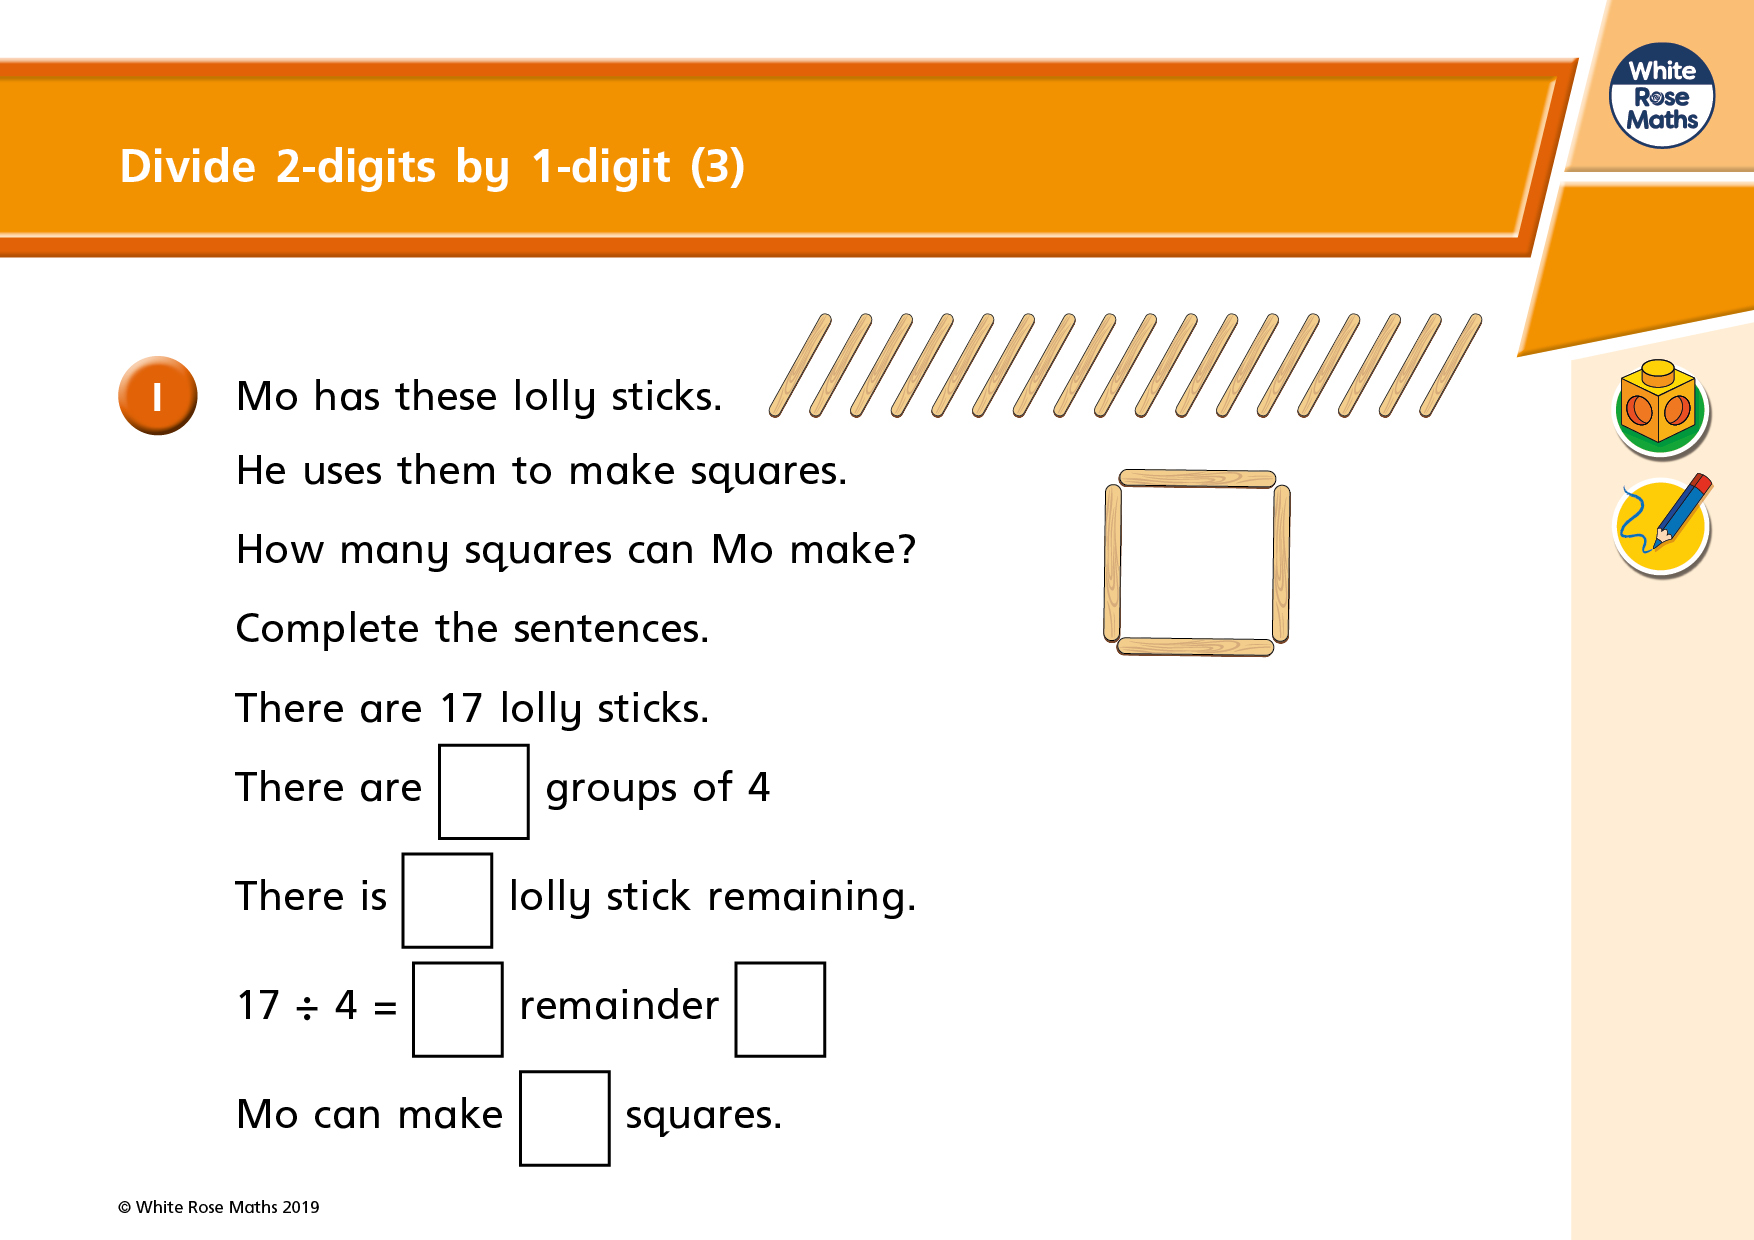 White
Rose
Maths
Divide 2-digits by 1-digit (3)
1 Mo has these lolly sticks.
He uses them to make squares.
How many squares can Mo make?
Complete the sentences.
There are 17 lolly sticks.
There are groups of 4
There is lolly stick remaining.
17 ÷ 4 = remainder
Mo can make squares.
© White Rose Maths 2019